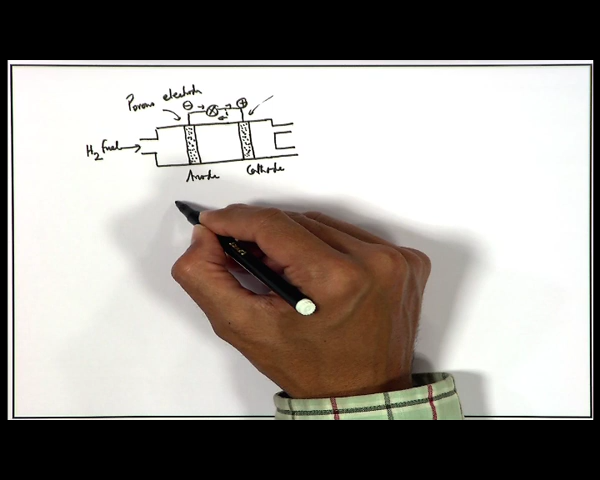 Porous electrode
⊖ → ⊗ ⊕
i
H2 fuel →
Anode Cathode